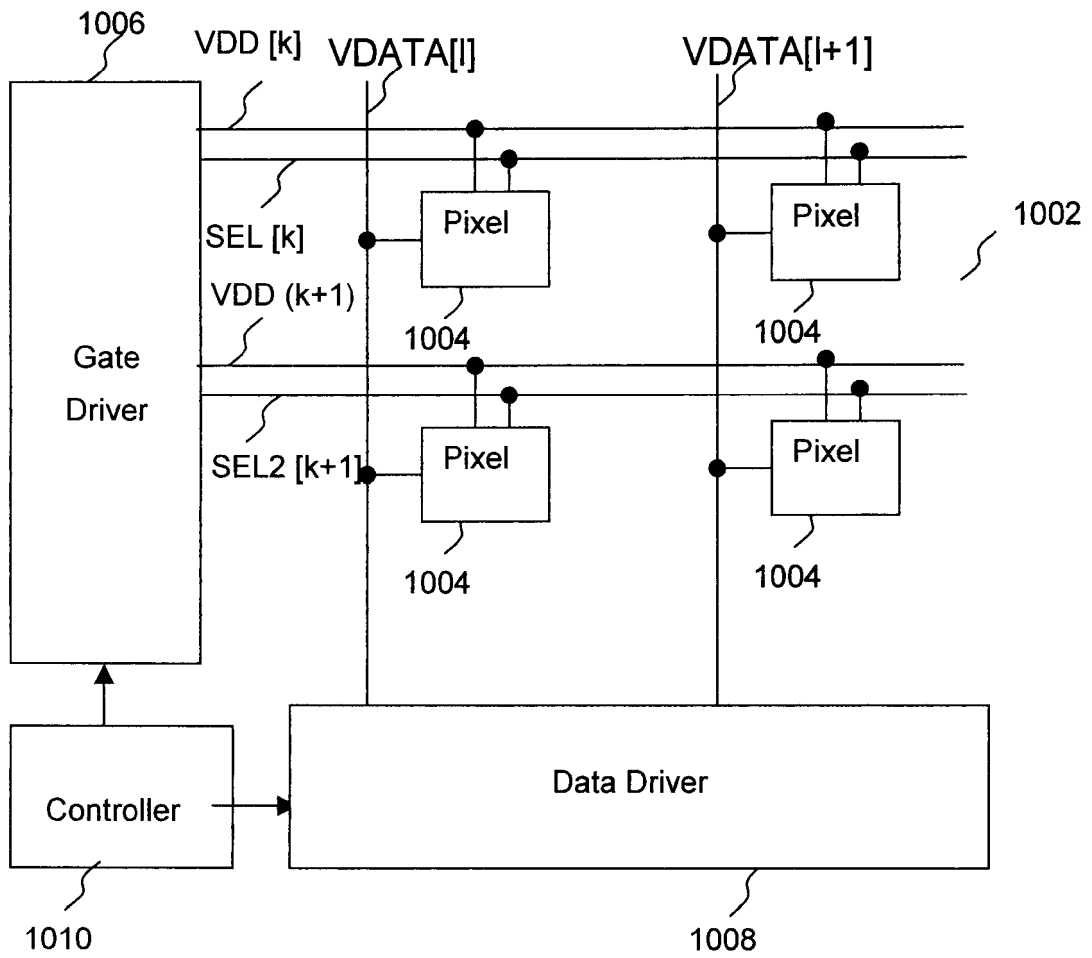 1006
VDD [k]
VDATA[l]
VDATA[l+1]
SEL [k]
Pixel
Pixel
1002
VDD (k+1)
1004
1004
Gate
Driver
SEL2 [k+1]
Pixel
Pixel
1004
1004
Controller
Data Driver
1010
1008